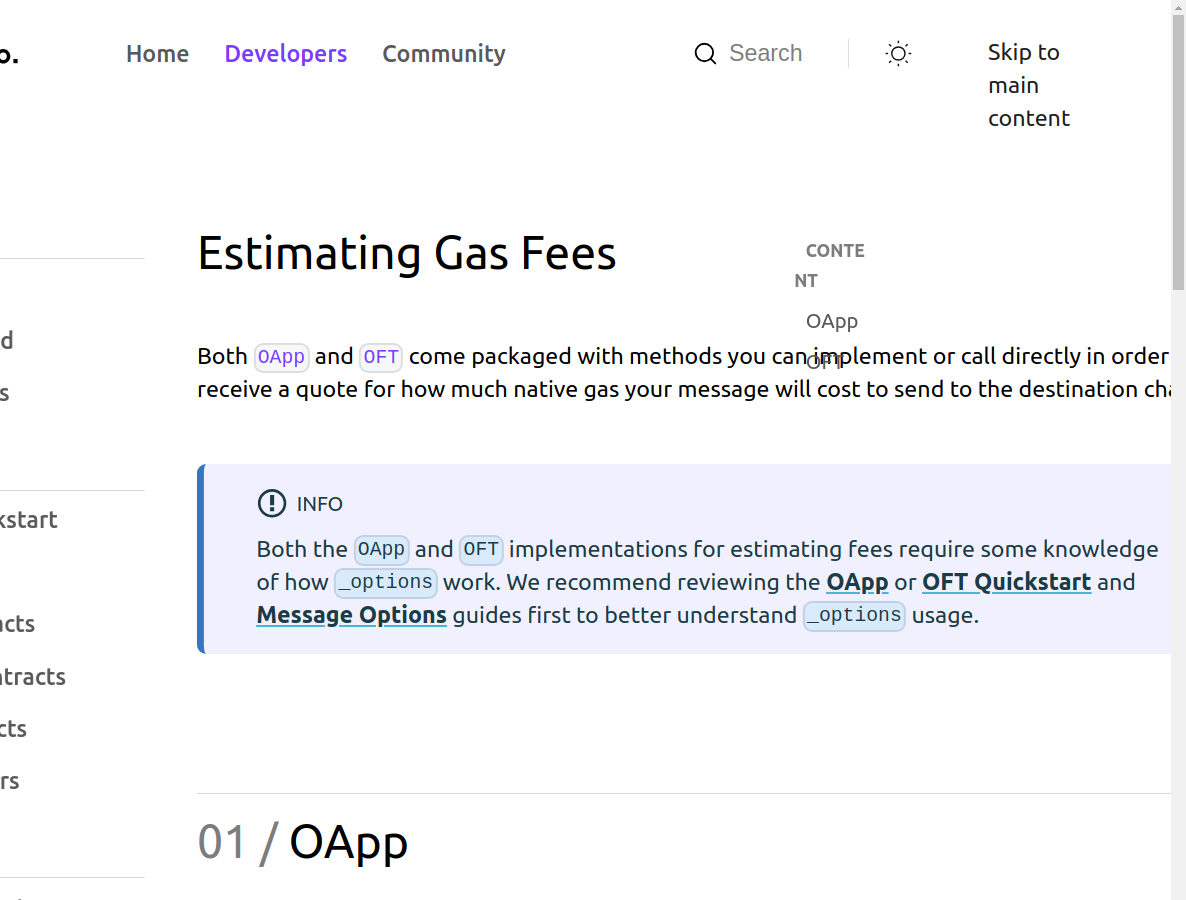 o.
Home Developers Community Search
Skip to
main
content
Estimating Gas Fees
CONTE
NT
OApp
OFT
Both OApp and OFT come packaged with methods you can implement or call directly in order
receive a quote for how much native gas your message will cost to send to the destination cha
INFO
Both the OApp and OFT implementations for estimating fees require some knowledge
of how _options work. We recommend reviewing the OApp or OFT Quickstart and
Message Options guides first to better understand _options usage.
d
s
kstart
acts
ntracts
cts
rs
01 / OApp